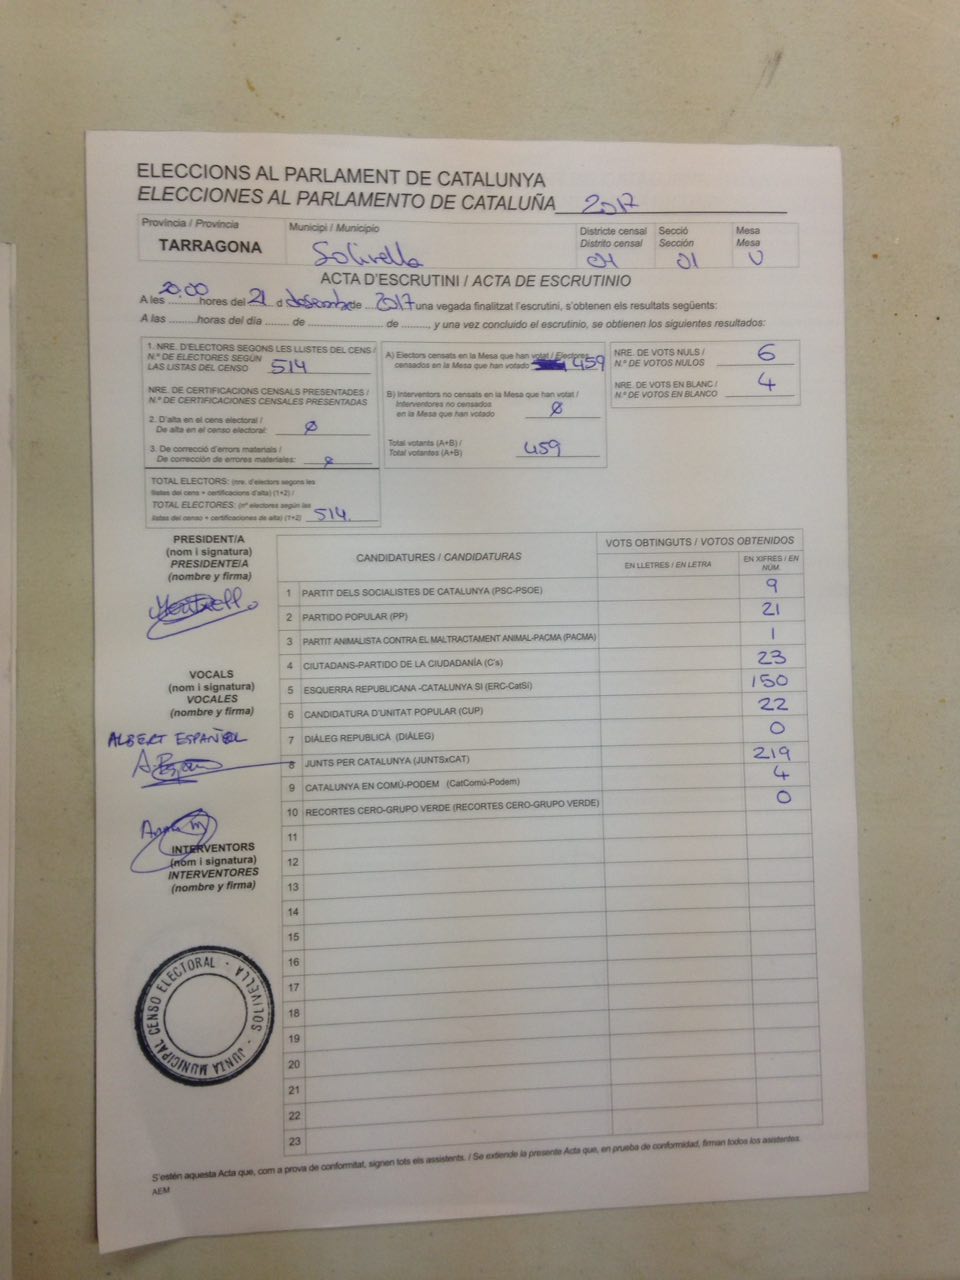 ELECCIONS AL PARLAMENT DE CATALUNYA
ELECCIONES AL PARLAMENTO DE CATALUÑA 2017
Província / Provincia
TARRAGONA
Municipi / Municipio
Solivella
Districte censal
Distrito censal
01
Secció
Sección
01
Mesa
Mesa
U
ACTA D'ESCRUTINI / ACTA DE ESCRUTINIO
A les 20:00 hores del 21 d desembre de 2017 una vegada finalitzat l'escrutini, s'obtenen els resultats següents:
A las ......... horas del día ........ de ........................ de ........, y una vez concluido el escrutinio, se obtienen los siguientes resultados:
1. NRE. D'ELECTORS SEGONS LES LLISTES DEL CENS /
N.º DE ELECTORES SEGÚN
LAS LISTAS DEL CENSO 514
NRE. DE CERTIFICACIONS CENSALS PRESENTADES /
N.º DE CERTIFICACIONES CENSALES PRESENTADAS
2. D'alta en el cens electoral /
De alta en el censo electoral: 0
3. De correcció d'errors materials /
De corrección de errores materiales: 0
TOTAL ELECTORS: (nre. d'electors segons les
llistes del cens + certificacions d'alta) (1+2) /
TOTAL ELECTORES: (nº electores según las
listas del censo + certificaciones de alta) (1+2) 514.
A) Electors censats en la Mesa que han votat / Electores
censados en la Mesa que han votado 459
B) Interventors no censats en la Mesa que han votat /
Interventores no censados
en la Mesa que han votado 0
Total votants (A+B) /
Total votantes (A+B) 459
NRE. DE VOTS NULS /
N.º DE VOTOS NULOS 6
NRE. DE VOTS EN BLANC /
N.º DE VOTOS EN BLANCO 4
PRESIDENT/A
(nom i signatura)
PRESIDENTE/A
(nombre y firma)
VOCALS
(nom i signatura)
VOCALES
(nombre y firma)
ALBERT ESPAÑOL
INTERVENTORS
(nom i signatura)
INTERVENTORES
(nombre y firma)
JUNTA MUNICIPAL CENSO ELECTORAL - SOLIVELLA -
CANDIDATURES / CANDIDATURAS
VOTS OBTINGUTS / VOTOS OBTENIDOS
EN LLETRES / EN LETRA
EN XIFRES / EN NÚM.
1 PARTIT DELS SOCIALISTES DE CATALUNYA (PSC-PSOE) 9
2 PARTIDO POPULAR (PP) 21
3 PARTIT ANIMALISTA CONTRA EL MALTRACTAMENT ANIMAL-PACMA (PACMA) 1
4 CIUTADANS-PARTIDO DE LA CIUDADANÍA (C's) 23
5 ESQUERRA REPUBLICANA -CATALUNYA SI (ERC-CatSí) 150
6 CANDIDATURA D'UNITAT POPULAR (CUP) 22
7 DIÀLEG REPUBLICÀ (DIÀLEG) 0
8 JUNTS PER CATALUNYA (JUNTSxCAT) 219
9 CATALUNYA EN COMÚ-PODEM (CatComú-Podem) 4
10 RECORTES CERO-GRUPO VERDE (RECORTES CERO-GRUPO VERDE) 0
11
12
13
14
15
16
17
18
19
20
21
22
23
S'estén aquesta Acta que, com a prova de conformitat, signen tots els assistents. / Se extiende la presente Acta que, en prueba de conformidad, firman todos los asistentes.
AEM